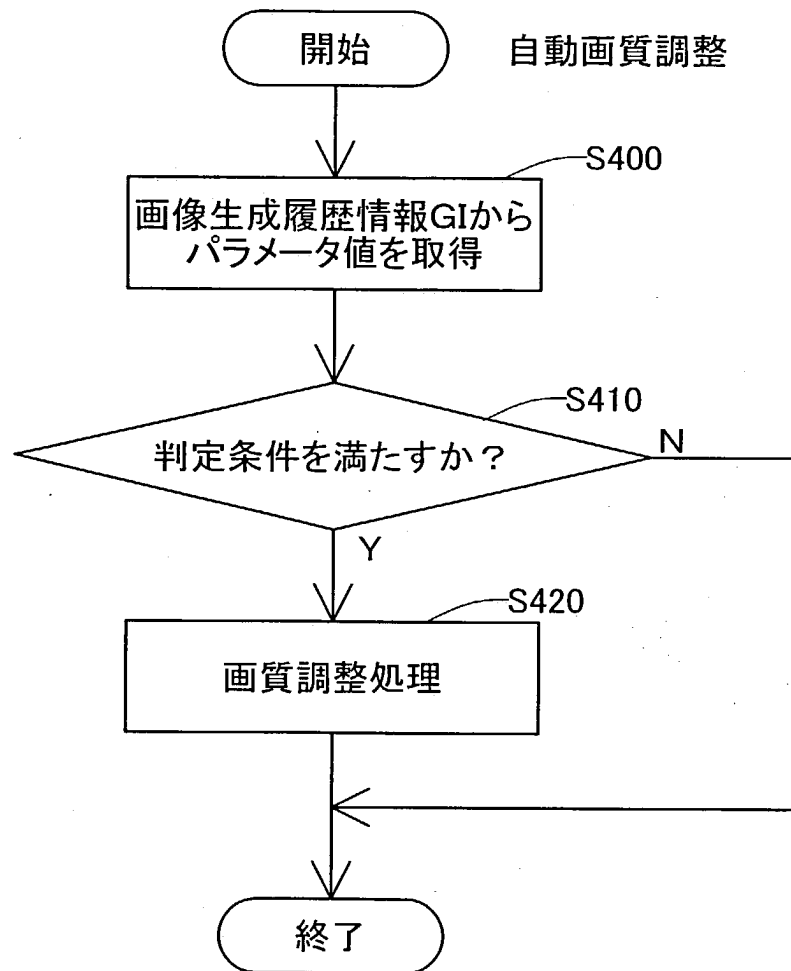 開始
自動画質調整
S400
画像生成履歴情報GIから
パラメータ値を取得
S410
判定条件を満たすか？
N
Y
S420
画質調整処理
終了